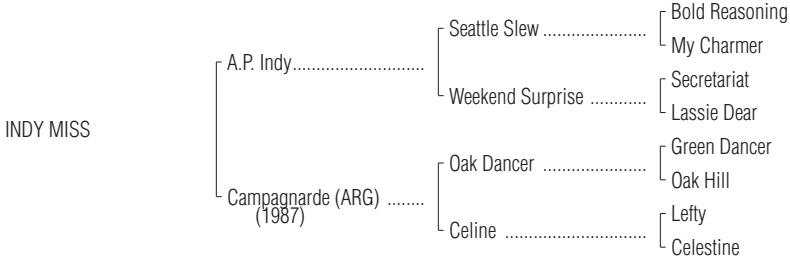 Bold Reasoning
Seattle Slew ......................
My Charmer
A.P. Indy............................
Secretariat
Weekend Surprise ............
Lassie Dear
INDY MISS
Green Dancer
Oak Dancer ......................
Oak Hill
Campagnarde (ARG) ........
(1987)
Lefty
Celine ..............................
Celestine